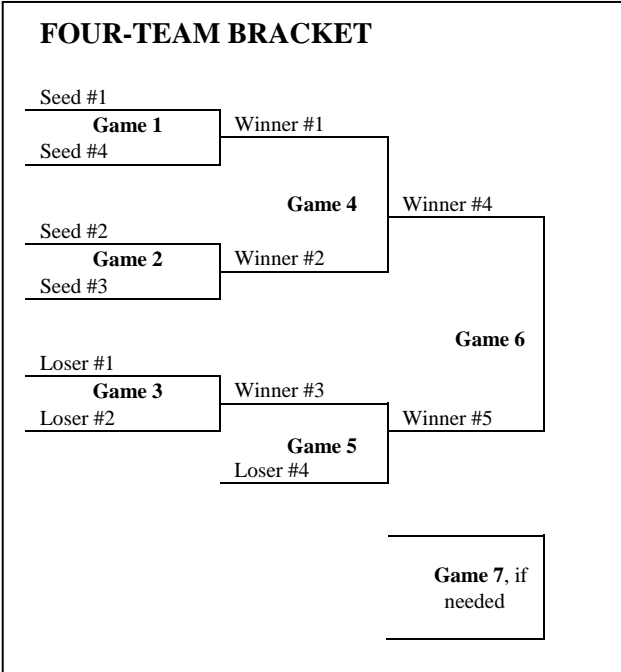 FOUR-TEAM BRACKET
Seed #1
Game 1
Winner #1
Seed #4
Game 4
Winner #4
Seed #2
Game 2
Winner #2
Seed #3
Game 6
Loser #1
Game 3
Winner #3
Loser #2
Winner #5
Game 5
Loser #4
Game 7, if
needed